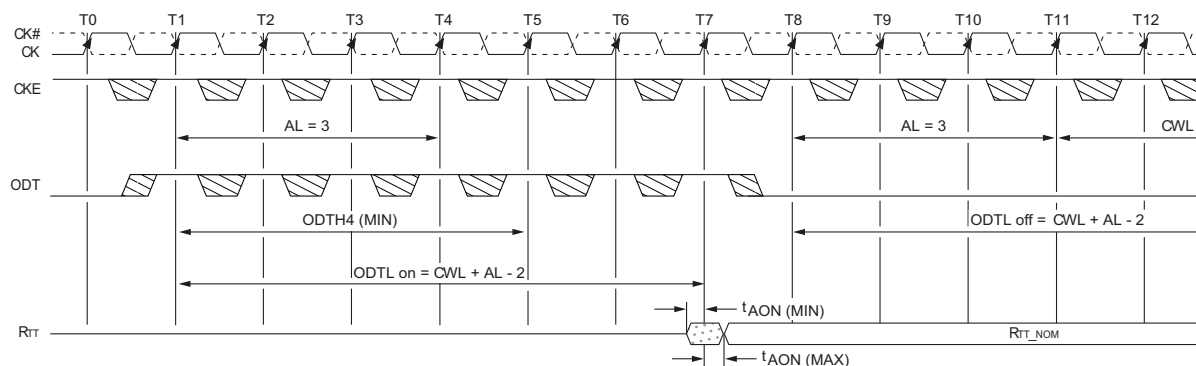 T0 T1 T2 T3 T4 T5 T6 T7 T8 T9 T10 T11 T12
CK#
CK
CKE
AL = 3 AL = 3 CWL
ODT
ODTH4 (MIN) ODTL off = CWL + AL - 2
ODTL on = CWL + AL - 2
tAON (MIN)
RTT RTT_NOM
tAON (MAX)